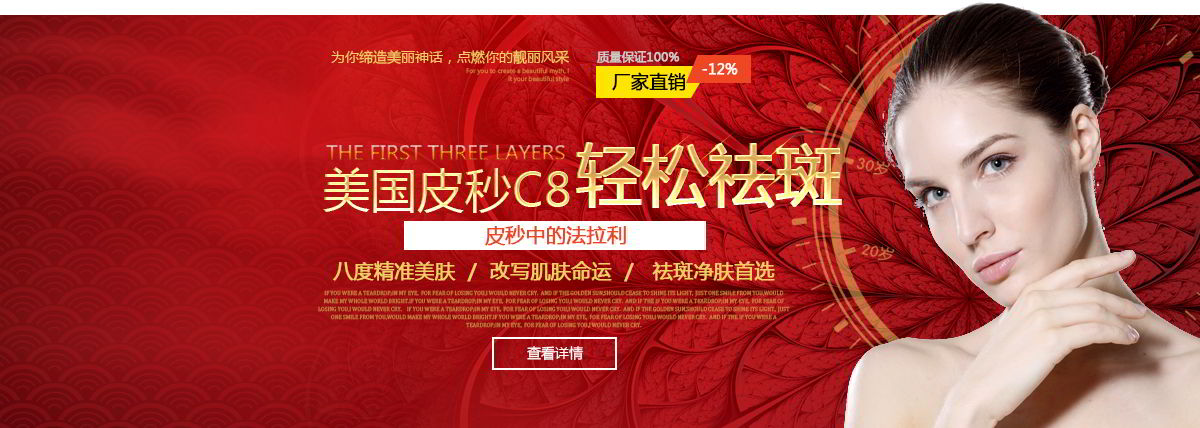 为你缔造美丽神话，点燃你的靓丽风采
For you to create a beautiful myth, l
it your beautiful style
质量保证100%
厂家直销
-12%
THE FIRST THREE LAYERS
美国皮秒C8轻松祛斑
皮秒中的法拉利
八度精准美肤 / 改写肌肤命运 / 祛斑净肤首选
IF YOU WERE A TEARDROP;IN MY EYE, FOR FEAR OF LOSING YOU,I WOULD NEVER CRY. AND IF THE GOLDEN SUN,SHOULD CEASE TO SHINE ITS LIGHT, JUST ONE SMILE FROM YOU,WOULD
MAKE MY WHOLE WORLD BRIGHT.IF YOU WERE A TEARDROP;IN MY EYE, FOR FEAR OF LOSING YOU,I WOULD NEVER CRY. AND IF THE IF YOU WERE A TEARDROP;IN MY EYE, FOR FEAR OF
LOSING YOU,I WOULD NEVER CRY. IF YOU WERE A TEARDROP;IN MY EYE, FOR FEAR OF LOSING YOU,I WOULD NEVER CRY. AND IF THE GOLDEN SUN,SHOULD CEASE TO SHINE ITS LIGHT, JUST
ONE SMILE FROM YOU,WOULD MAKE MY WHOLE WORLD BRIGHT.IF YOU WERE A TEARDROP;IN MY EYE, FOR FEAR OF LOSING YOU,I WOULD NEVER CRY. AND IF THE IF YOU WERE A
TEARDROP;IN MY EYE, FOR FEAR OF LOSING YOU,I WOULD NEVER CRY.
查看详情
30岁
20岁